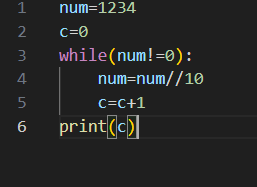 1 num=1234
2 c=0
3 while(num!=0):
4     num=num//10
5     c=c+1
6 print(c)